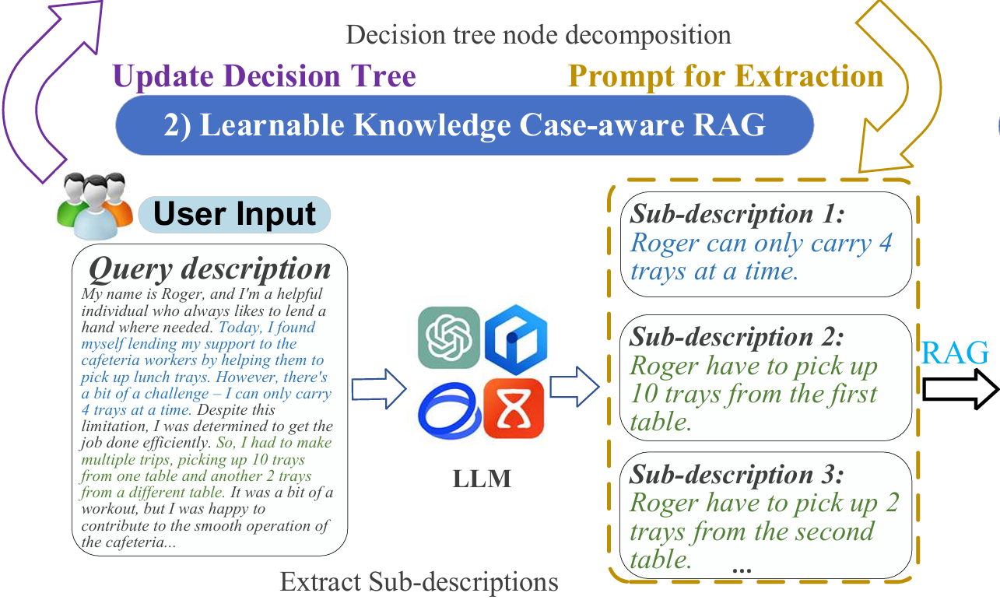 Decision tree node decomposition
Update Decision Tree
Prompt for Extraction
2) Learnable Knowledge Case-aware RAG
User Input
Query description
My name is Roger, and I'm a helpful
individual who always likes to lend a
hand where needed. Today, I found
myself lending my support to the
cafeteria workers by helping them to
pick up lunch trays. However, there's
a bit of a challenge – I can only carry
4 trays at a time. Despite this
limitation, I was determined to get the
job done efficiently. So, I had to make
multiple trips, picking up 10 trays
from one table and another 2 trays
from a different table. It was a bit of a
workout, but I was happy to
contribute to the smooth operation of
the cafeteria...
LLM
Sub-description 1:
Roger can only carry 4
trays at a time.
Sub-description 2:
Roger have to pick up
10 trays from the first
table.
Sub-description 3:
Roger have to pick up 2
trays from the second
table.
...
RAG
Extract Sub-descriptions